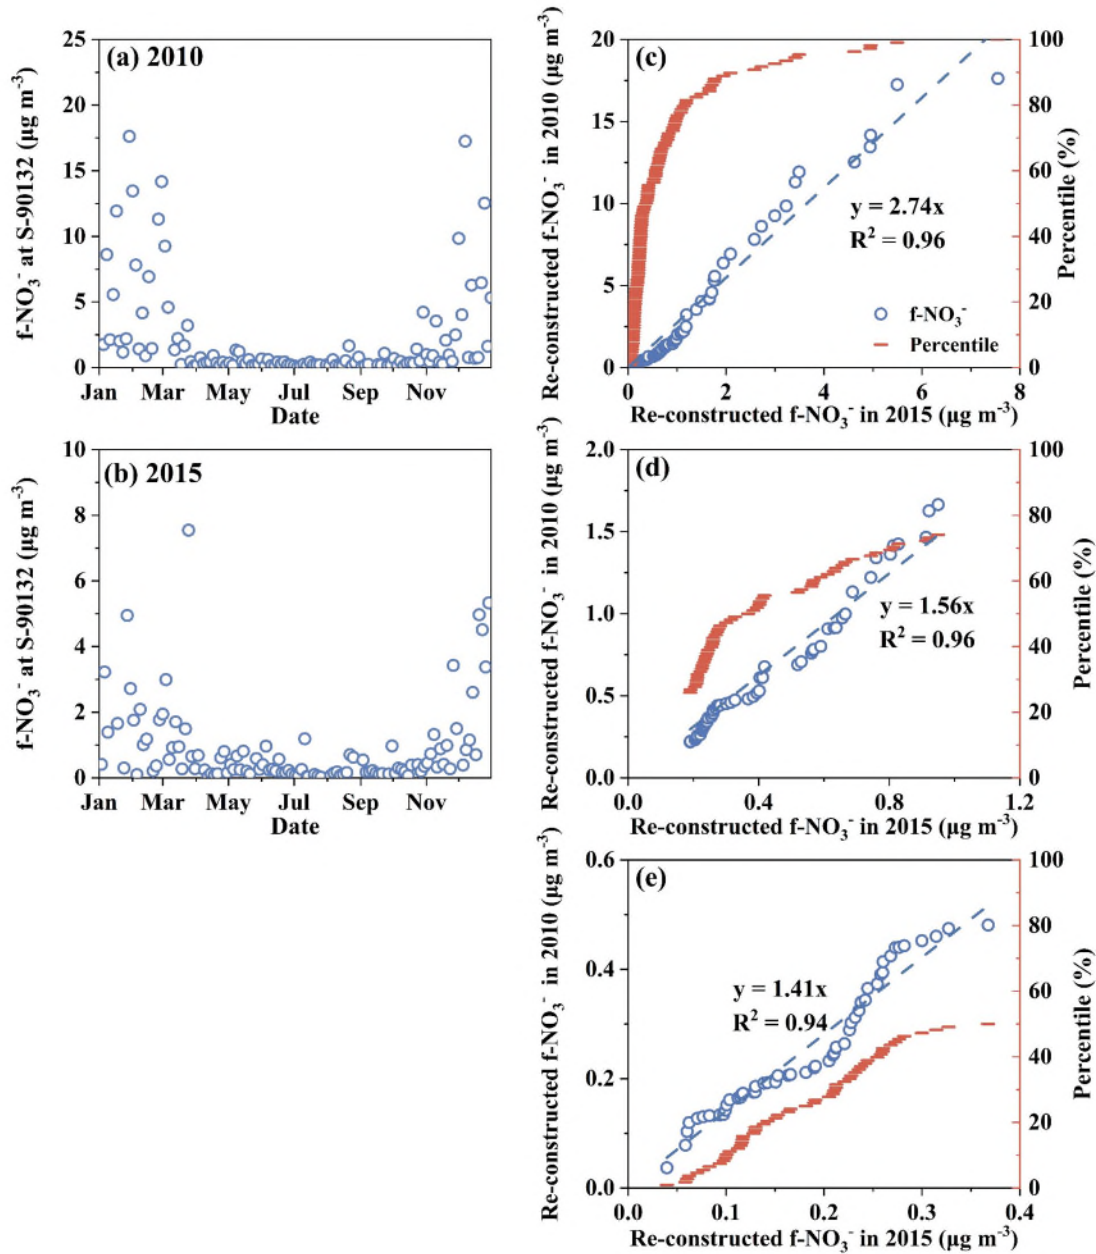 (a) 2010
f-NO₃⁻ at S-90132 (μg m⁻³)
25
20
15
10
5
0
Jan Mar May Jul Sep Nov
Date
(c)
Re-constructed f-NO₃⁻ in 2010 (μg m⁻³)
20
15
10
5
0
y = 2.74x
R² = 0.96
f-NO₃⁻
Percentile
100
80
60
40
20
0
Percentile (%)
0 2 4 6 8
Re-constructed f-NO₃⁻ in 2015 (μg m⁻³)
(b) 2015
f-NO₃⁻ at S-90132 (μg m⁻³)
10
8
6
4
2
0
Jan Mar May Jul Sep Nov
Date
(d)
Re-constructed f-NO₃⁻ in 2010 (μg m⁻³)
2.0
1.5
1.0
0.5
0.0
y = 1.56x
R² = 0.96
100
80
60
40
20
0
Percentile (%)
0.0 0.4 0.8 1.2
Re-constructed f-NO₃⁻ in 2015 (μg m⁻³)
(e)
Re-constructed f-NO₃⁻ in 2010 (μg m⁻³)
0.6
0.4
0.2
0.0
y = 1.41x
R² = 0.94
100
80
60
40
20
0
Percentile (%)
0.0 0.1 0.2 0.3 0.4
Re-constructed f-NO₃⁻ in 2015 (μg m⁻³)